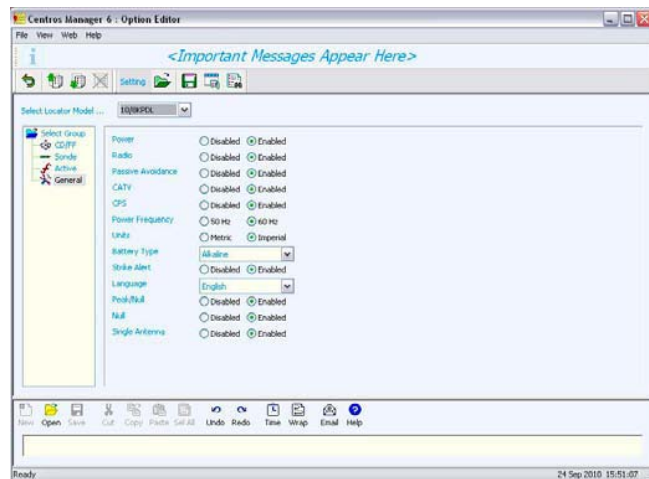 Centros Manager 6 : Option Editor
File View Web Help
<Important Messages Appear Here>
Setting
Select Locator Model ... 10/8KPDL
Select Group
CD/FF
Sonde
Active
General
Power Disabled Enabled
Radio Disabled Enabled
Passive Avoidance Disabled Enabled
CATV Disabled Enabled
CPS Disabled Enabled
Power Frequency 50 Hz 60 Hz
Units Metric Imperial
Battery Type Alkaline
Strike Alert Disabled Enabled
Language English
Peak/Null Disabled Enabled
Null Disabled Enabled
Single Antenna Disabled Enabled
New Open Save Cut Copy Paste Sel All Undo Redo Time Wrap Email Help
Ready 24 Sep 2010 15:51:07